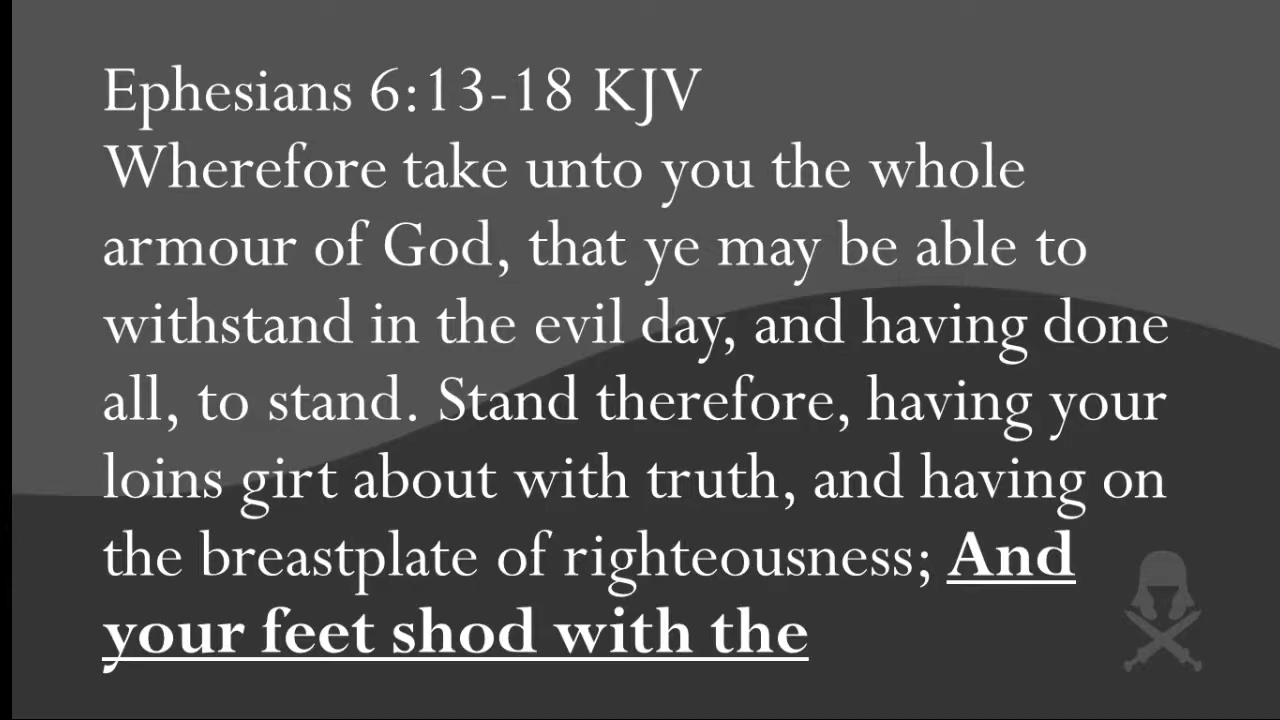 Ephesians 6:13-18 KJV
Wherefore take unto you the whole
armour of God, that ye may be able to
withstand in the evil day, and having done
all, to stand. Stand therefore, having your
loins girt about with truth, and having on
the breastplate of righteousness; And
your feet shod with the